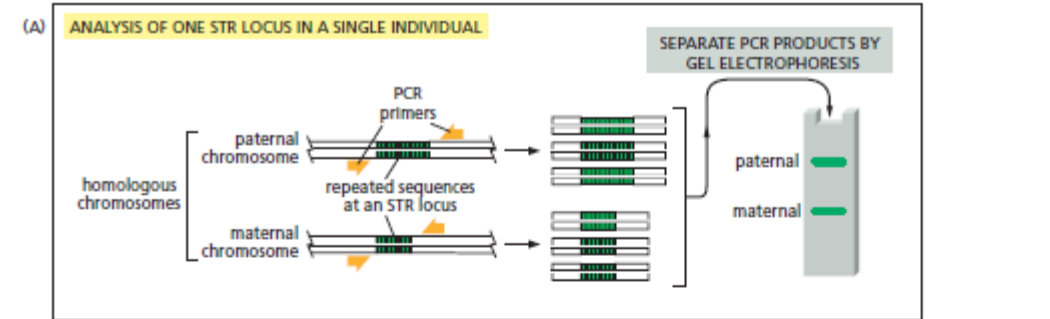 (A)
ANALYSIS OF ONE STR LOCUS IN A SINGLE INDIVIDUAL
SEPARATE PCR PRODUCTS BY
GEL ELECTROPHORESIS
PCR
primers
paternal
chromosome
homologous
chromosomes
repeated sequences
at an STR locus
maternal
chromosome
paternal
maternal